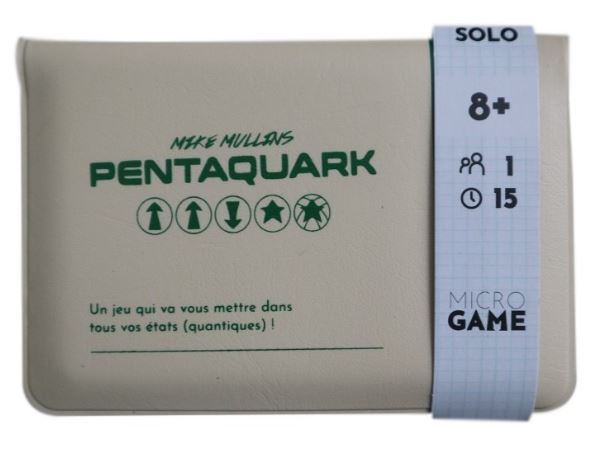 MIKE MULLINS
PENTAQUARK
Un jeu qui va vous mettre dans
tous vos états (quantiques) !
SOLO
8+
1
15
MICRO
GAME